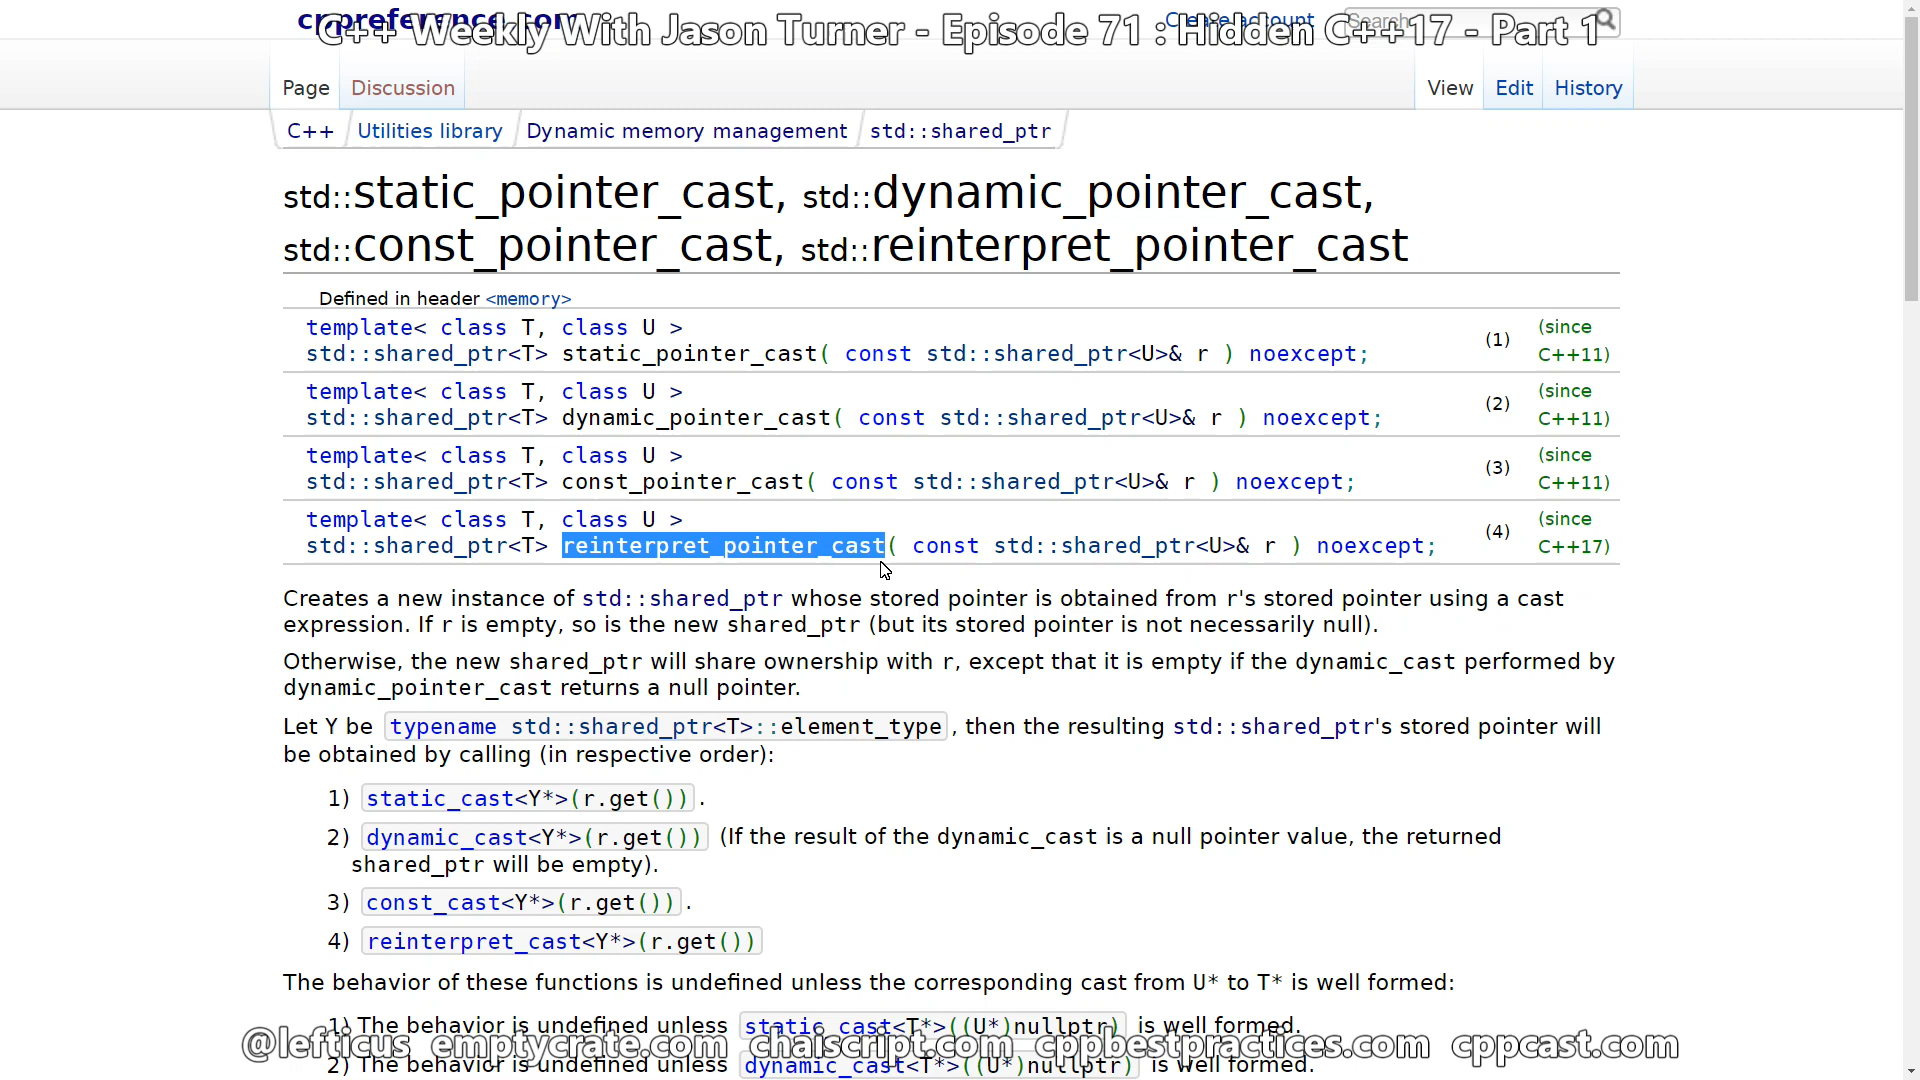 cppreference.com
Create account
Search
C++ Weekly With Jason Turner - Episode 71 : Hidden C++17 - Part 1
Page Discussion View Edit History
C++ Utilities library Dynamic memory management std::shared_ptr
std::static_pointer_cast, std::dynamic_pointer_cast,
std::const_pointer_cast, std::reinterpret_pointer_cast
Defined in header <memory>
template< class T, class U >
std::shared_ptr<T> static_pointer_cast( const std::shared_ptr<U>& r ) noexcept; (1) (since C++11)
template< class T, class U >
std::shared_ptr<T> dynamic_pointer_cast( const std::shared_ptr<U>& r ) noexcept; (2) (since C++11)
template< class T, class U >
std::shared_ptr<T> const_pointer_cast( const std::shared_ptr<U>& r ) noexcept; (3) (since C++11)
template< class T, class U >
std::shared_ptr<T> reinterpret_pointer_cast( const std::shared_ptr<U>& r ) noexcept; (4) (since C++17)
Creates a new instance of std::shared_ptr whose stored pointer is obtained from r's stored pointer using a cast
expression. If r is empty, so is the new shared_ptr (but its stored pointer is not necessarily null).
Otherwise, the new shared_ptr will share ownership with r, except that it is empty if the dynamic_cast performed by
dynamic_pointer_cast returns a null pointer.
Let Y be typename std::shared_ptr<T>::element_type, then the resulting std::shared_ptr's stored pointer will
be obtained by calling (in respective order):
1) static_cast<Y*>(r.get()).
2) dynamic_cast<Y*>(r.get()) (If the result of the dynamic_cast is a null pointer value, the returned
shared_ptr will be empty).
3) const_cast<Y*>(r.get()).
4) reinterpret_cast<Y*>(r.get())
The behavior of these functions is undefined unless the corresponding cast from U* to T* is well formed:
1) The behavior is undefined unless static_cast<T*>((U*)nullptr) is well formed.
@lefticus emptycrate.com chaiscript.com cppbestpractices.com cppcast.com
2) The behavior is undefined unless dynamic_cast<T*>((U*)nullptr) is well formed.